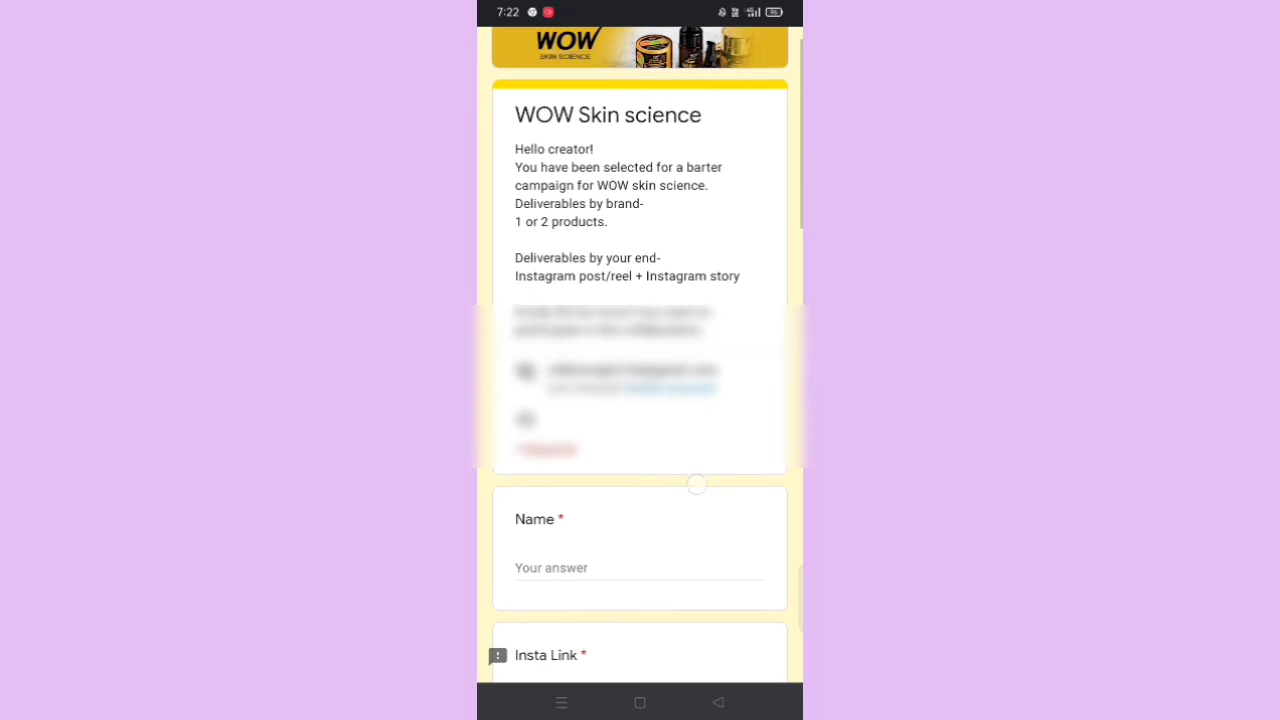 7:22
96
WOW
SKIN SCIENCE
WOW Skin science
Hello creator!
You have been selected for a barter
campaign for WOW skin science.
Deliverables by brand-
1 or 2 products.
Deliverables by your end-
Instagram post/reel + Instagram story
Name *
Your answer
Insta Link *